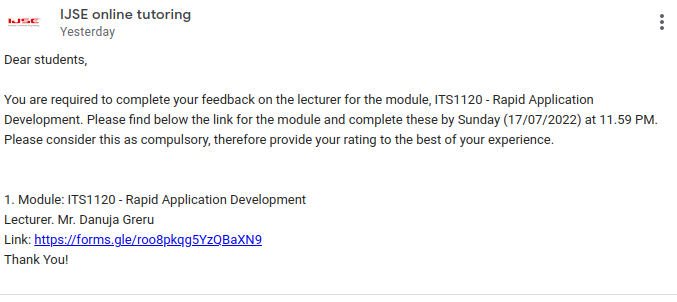 IJSE
IJSE online tutoring
Yesterday
Dear students,
You are required to complete your feedback on the lecturer for the module, ITS1120 - Rapid Application
Development. Please find below the link for the module and complete these by Sunday (17/07/2022) at 11.59 PM.
Please consider this as compulsory, therefore provide your rating to the best of your experience.
1. Module: ITS1120 - Rapid Application Development
Lecturer. Mr. Danuja Greru
Link: https://forms.gle/roo8pkqg5YzQBaXN9
Thank You!